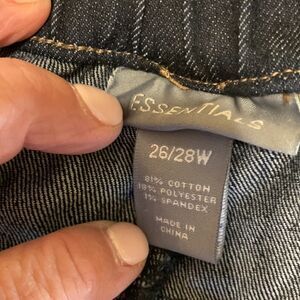 ESSENTIALS
26/28W
81% COTTON
18% POLYESTER
1% SPANDEX
MADE IN
CHINA